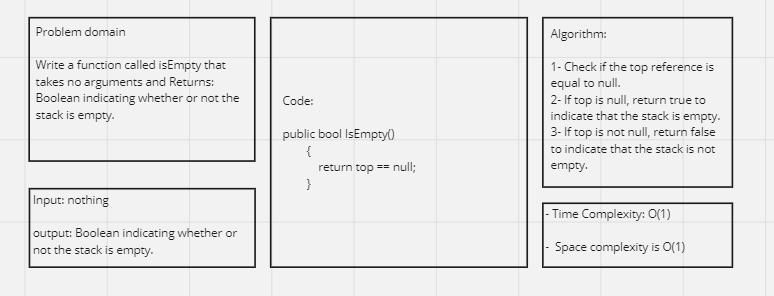 Problem domain
Write a function called isEmpty that
takes no arguments and Returns:
Boolean indicating whether or not the
stack is empty.
Input: nothing
output: Boolean indicating whether or
not the stack is empty.
Code:
public bool IsEmpty()
{
return top == null;
}
Algorithm:
1- Check if the top reference is
equal to null.
2- If top is null, return true to
indicate that the stack is empty.
3- If top is not null, return false
to indicate that the stack is not
empty.
- Time Complexity: O(1)
- Space complexity is O(1)